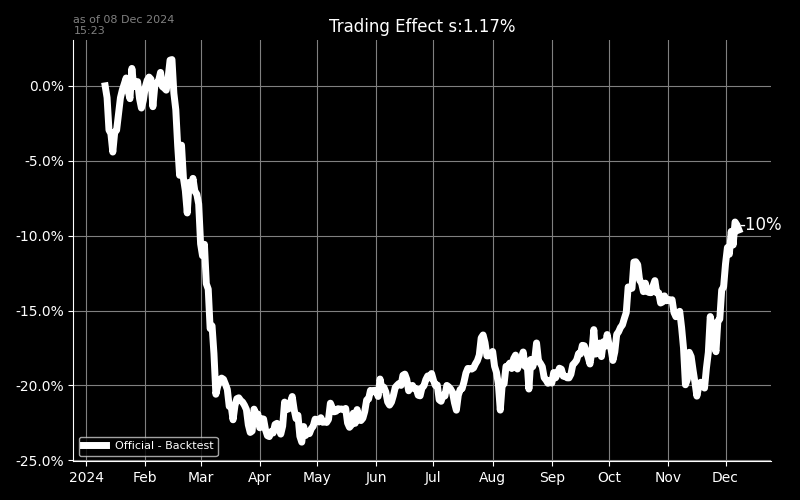 as of 08 Dec 2024
15:23
Trading Effect s:1.17%
0.0%
-5.0%
-10.0%
-15.0%
-20.0%
-25.0%
-10%
Official - Backtest
2024 Feb Mar Apr May Jun Jul Aug Sep Oct Nov Dec